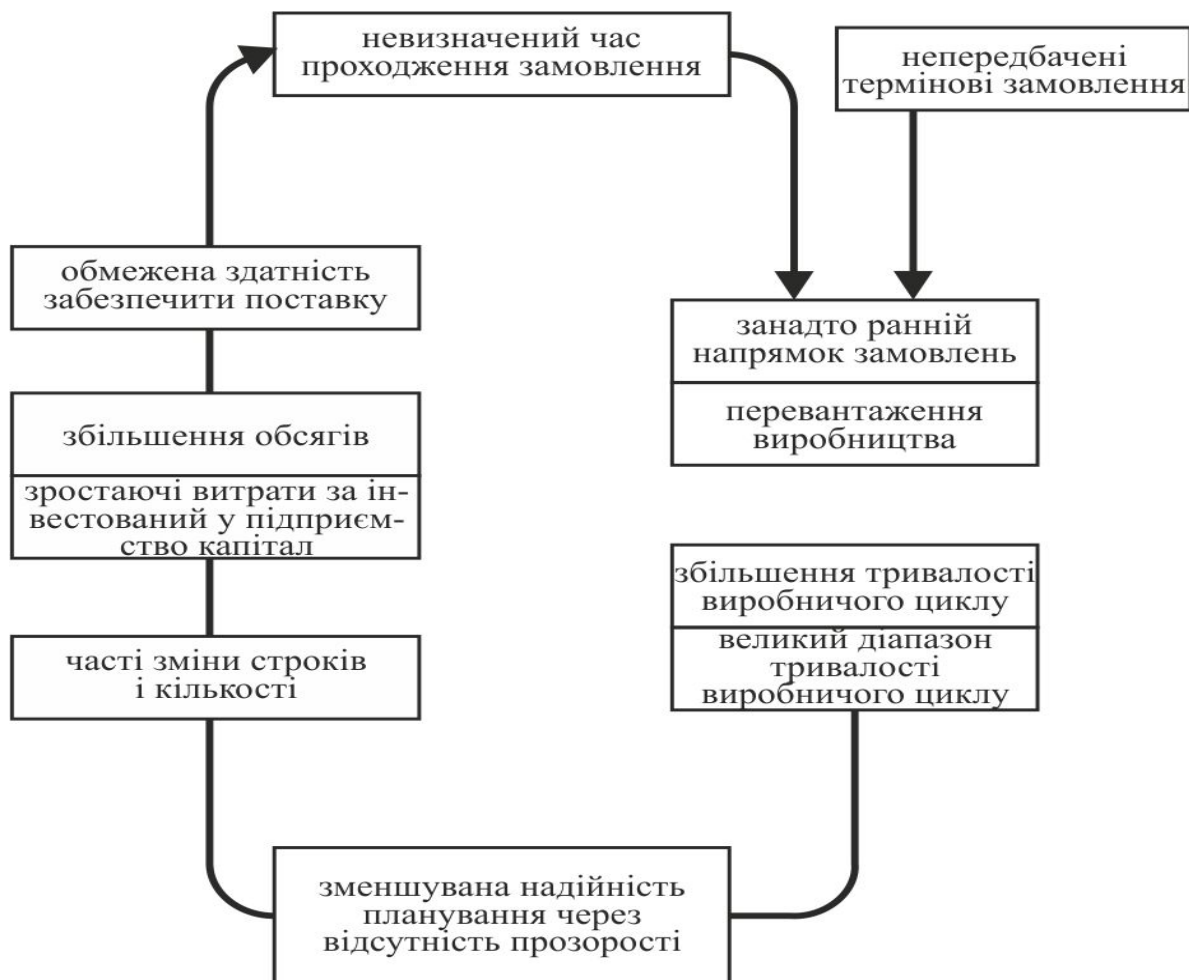 невизначений час
проходження замовлення
непередбачені
термінові замовлення
обмежена здатність
забезпечити поставку
занадто ранній
напрямок замовлень
перевантаження
виробництва
збільшення обсягів
зростаючі витрати за ін-
вестований у підприєм-
ство капітал
збільшення тривалості
виробничого циклу
великий діапазон
тривалості
виробничого циклу
часті зміни строків
і кількості
зменшувана надійність
планування через
відсутність прозорості